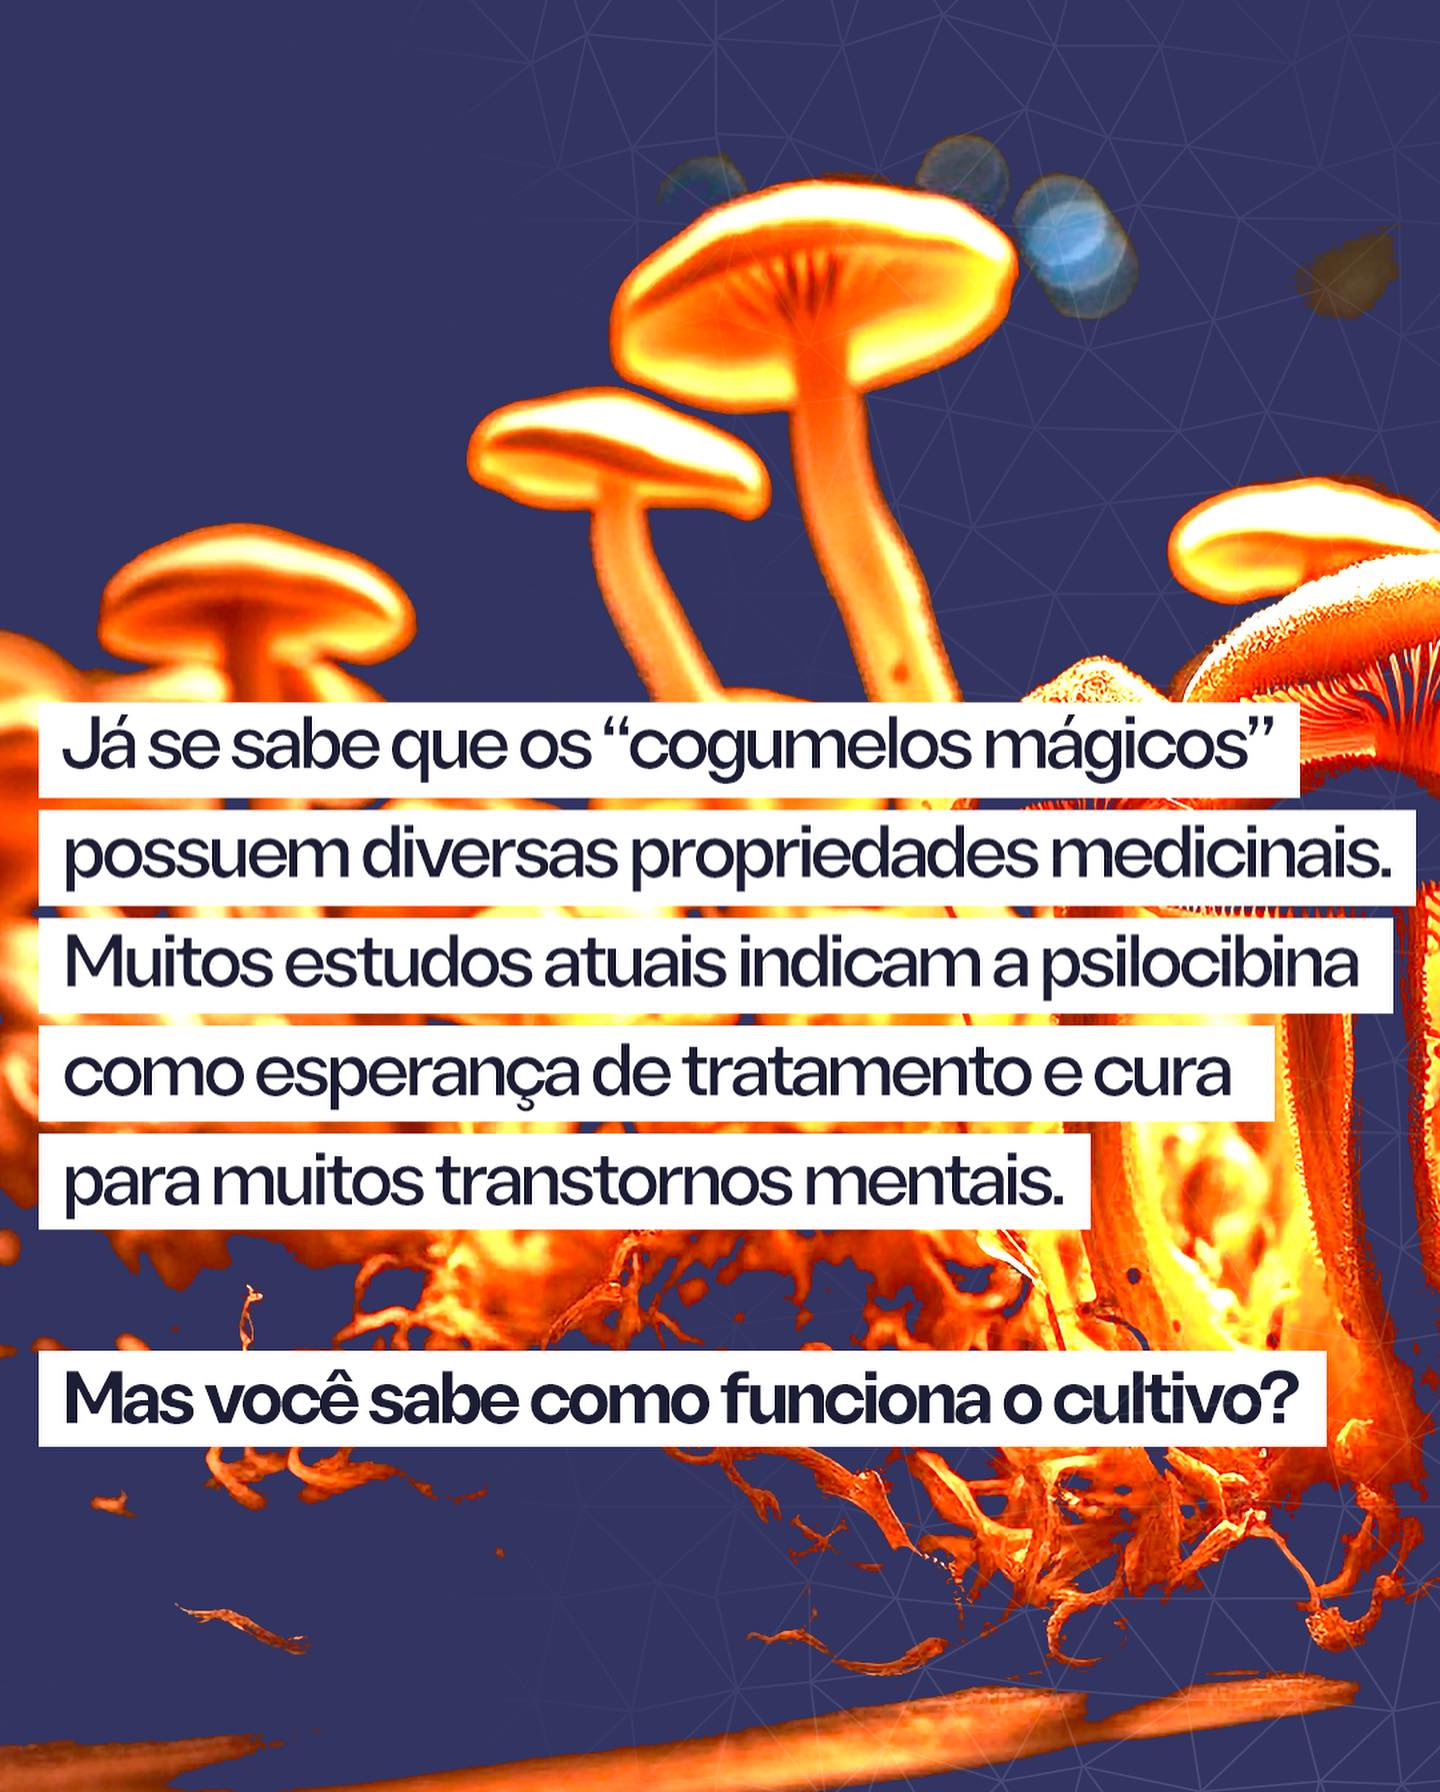 Já se sabe que os “cogumelos mágicos”
possuem diversas propriedades medicinais.
Muitos estudos atuais indicam a psilocibina
como esperança de tratamento e cura
para muitos transtornos mentais.
Mas você sabe como funciona o cultivo?